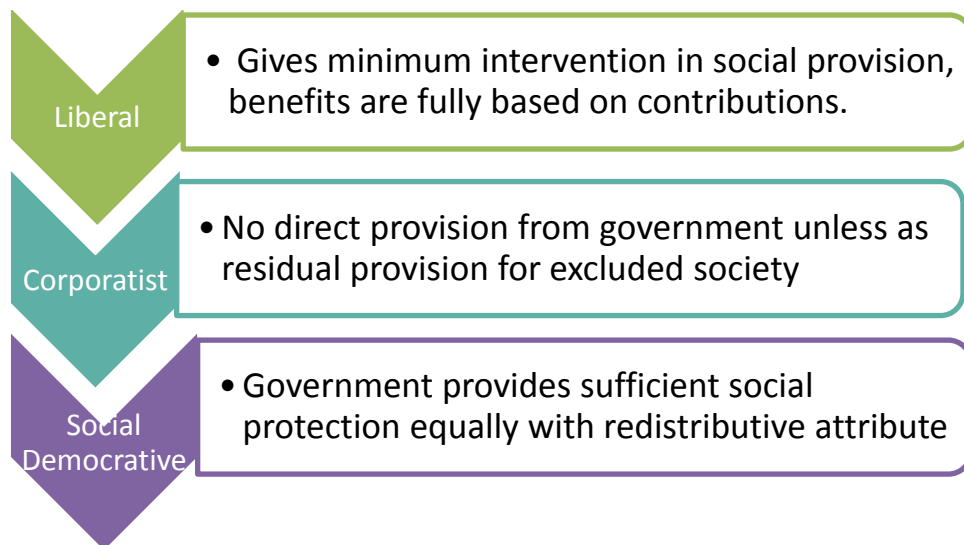 Liberal
• Gives minimum intervention in social provision,
benefits are fully based on contributions.
Corporatist
• No direct provision from government unless as
residual provision for excluded society
Social
Democrative
• Government provides sufficient social
protection equally with redistributive attribute